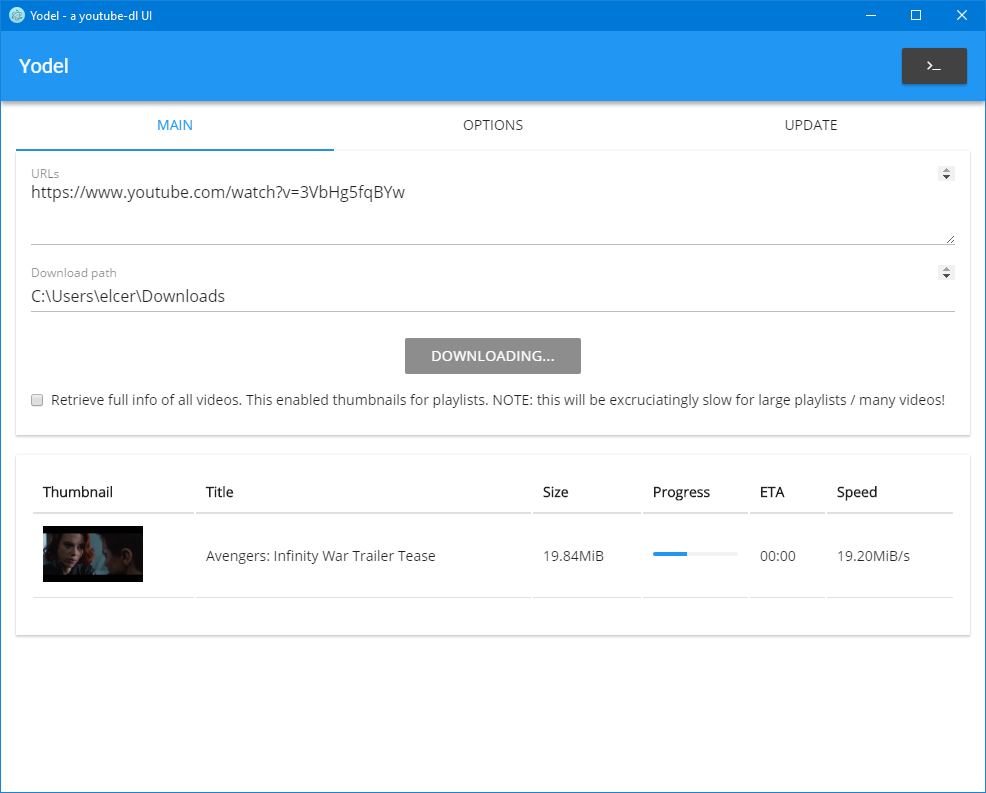 Yodel - a youtube-dl UI
Yodel
>_
MAIN OPTIONS UPDATE
URLs
https://www.youtube.com/watch?v=3VbHg5fqBYw
Download path
C:\Users\elcer\Downloads
DOWNLOADING...
Retrieve full info of all videos. This enabled thumbnails for playlists. NOTE: this will be excruciatingly slow for large playlists / many videos!
Thumbnail Title Size Progress ETA Speed
Avengers: Infinity War Trailer Tease 19.84MiB 00:00 19.20MiB/s